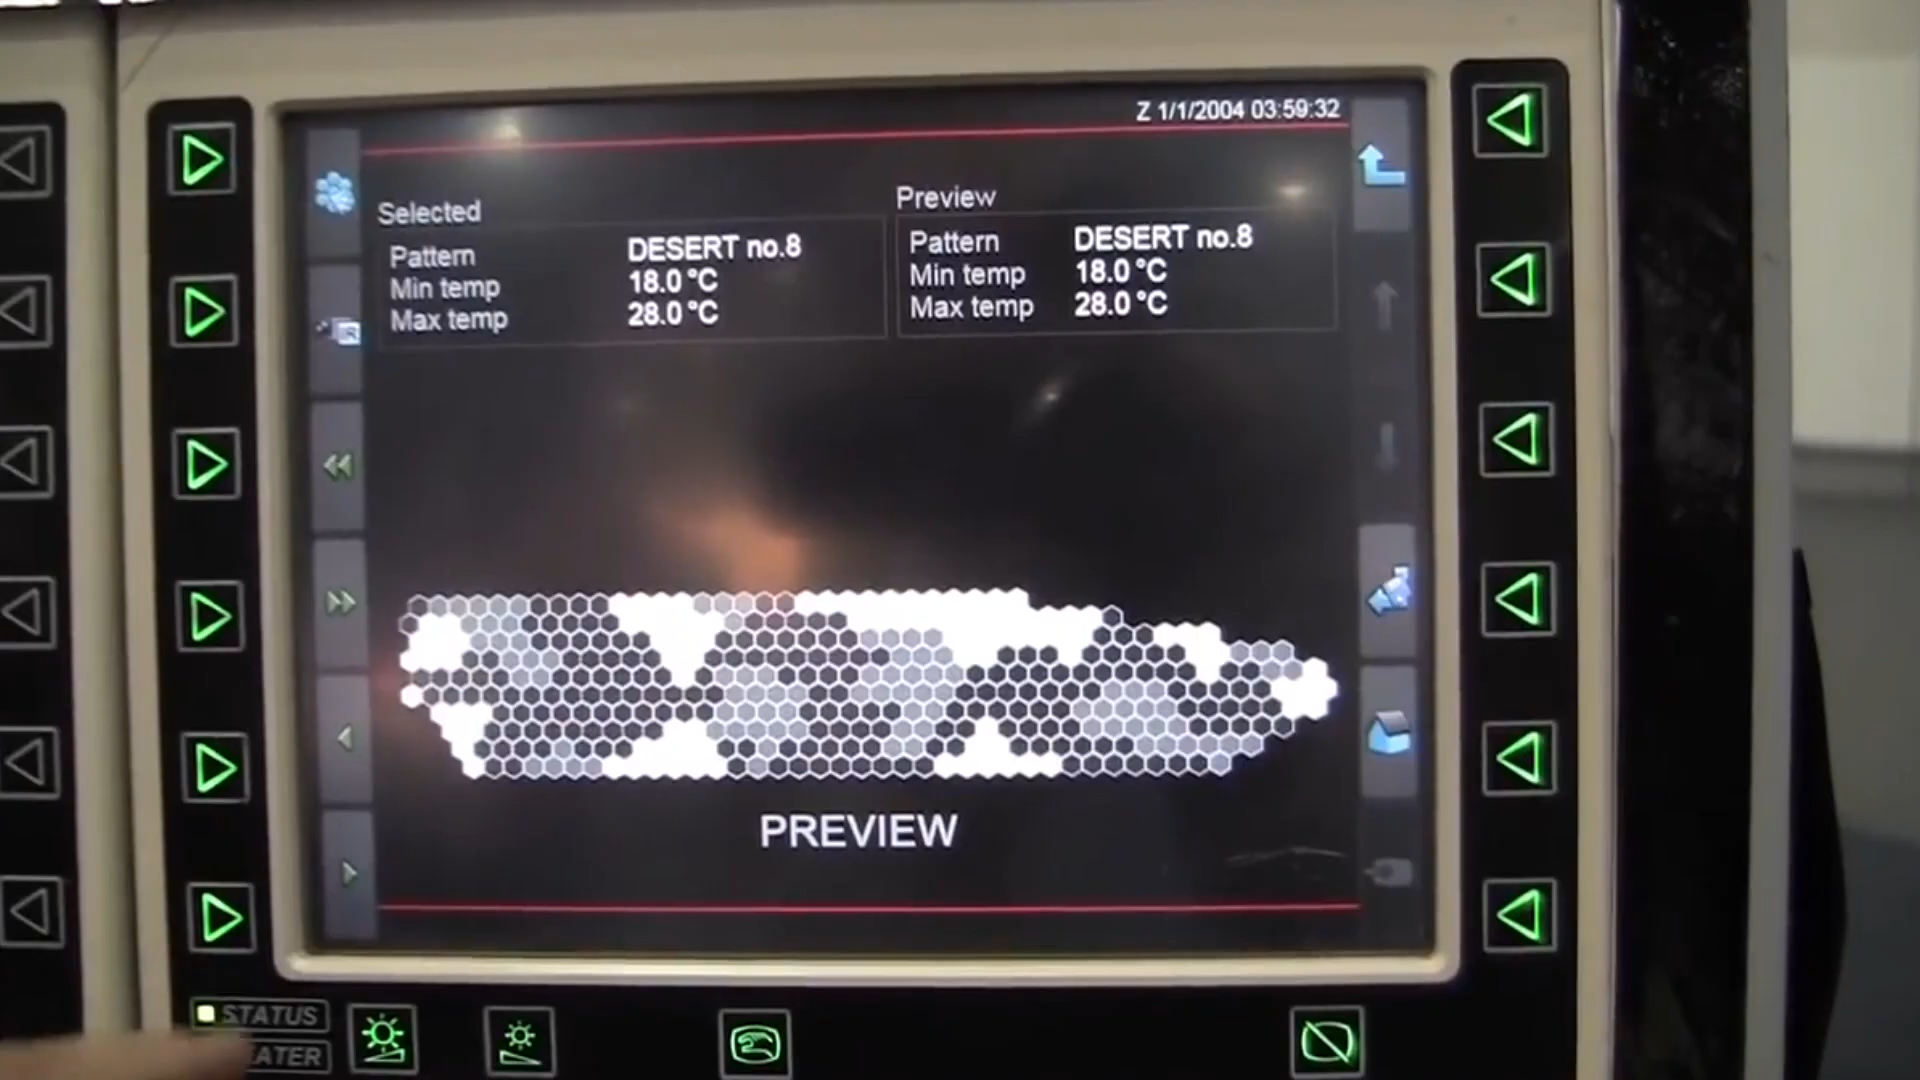 Z 1/1/2004 03:59:32
Selected
Pattern DESERT no.8
Min temp 18.0 °C
Max temp 28.0 °C
Preview
Pattern DESERT no.8
Min temp 18.0 °C
Max temp 28.0 °C
PREVIEW
STATUS
EATER